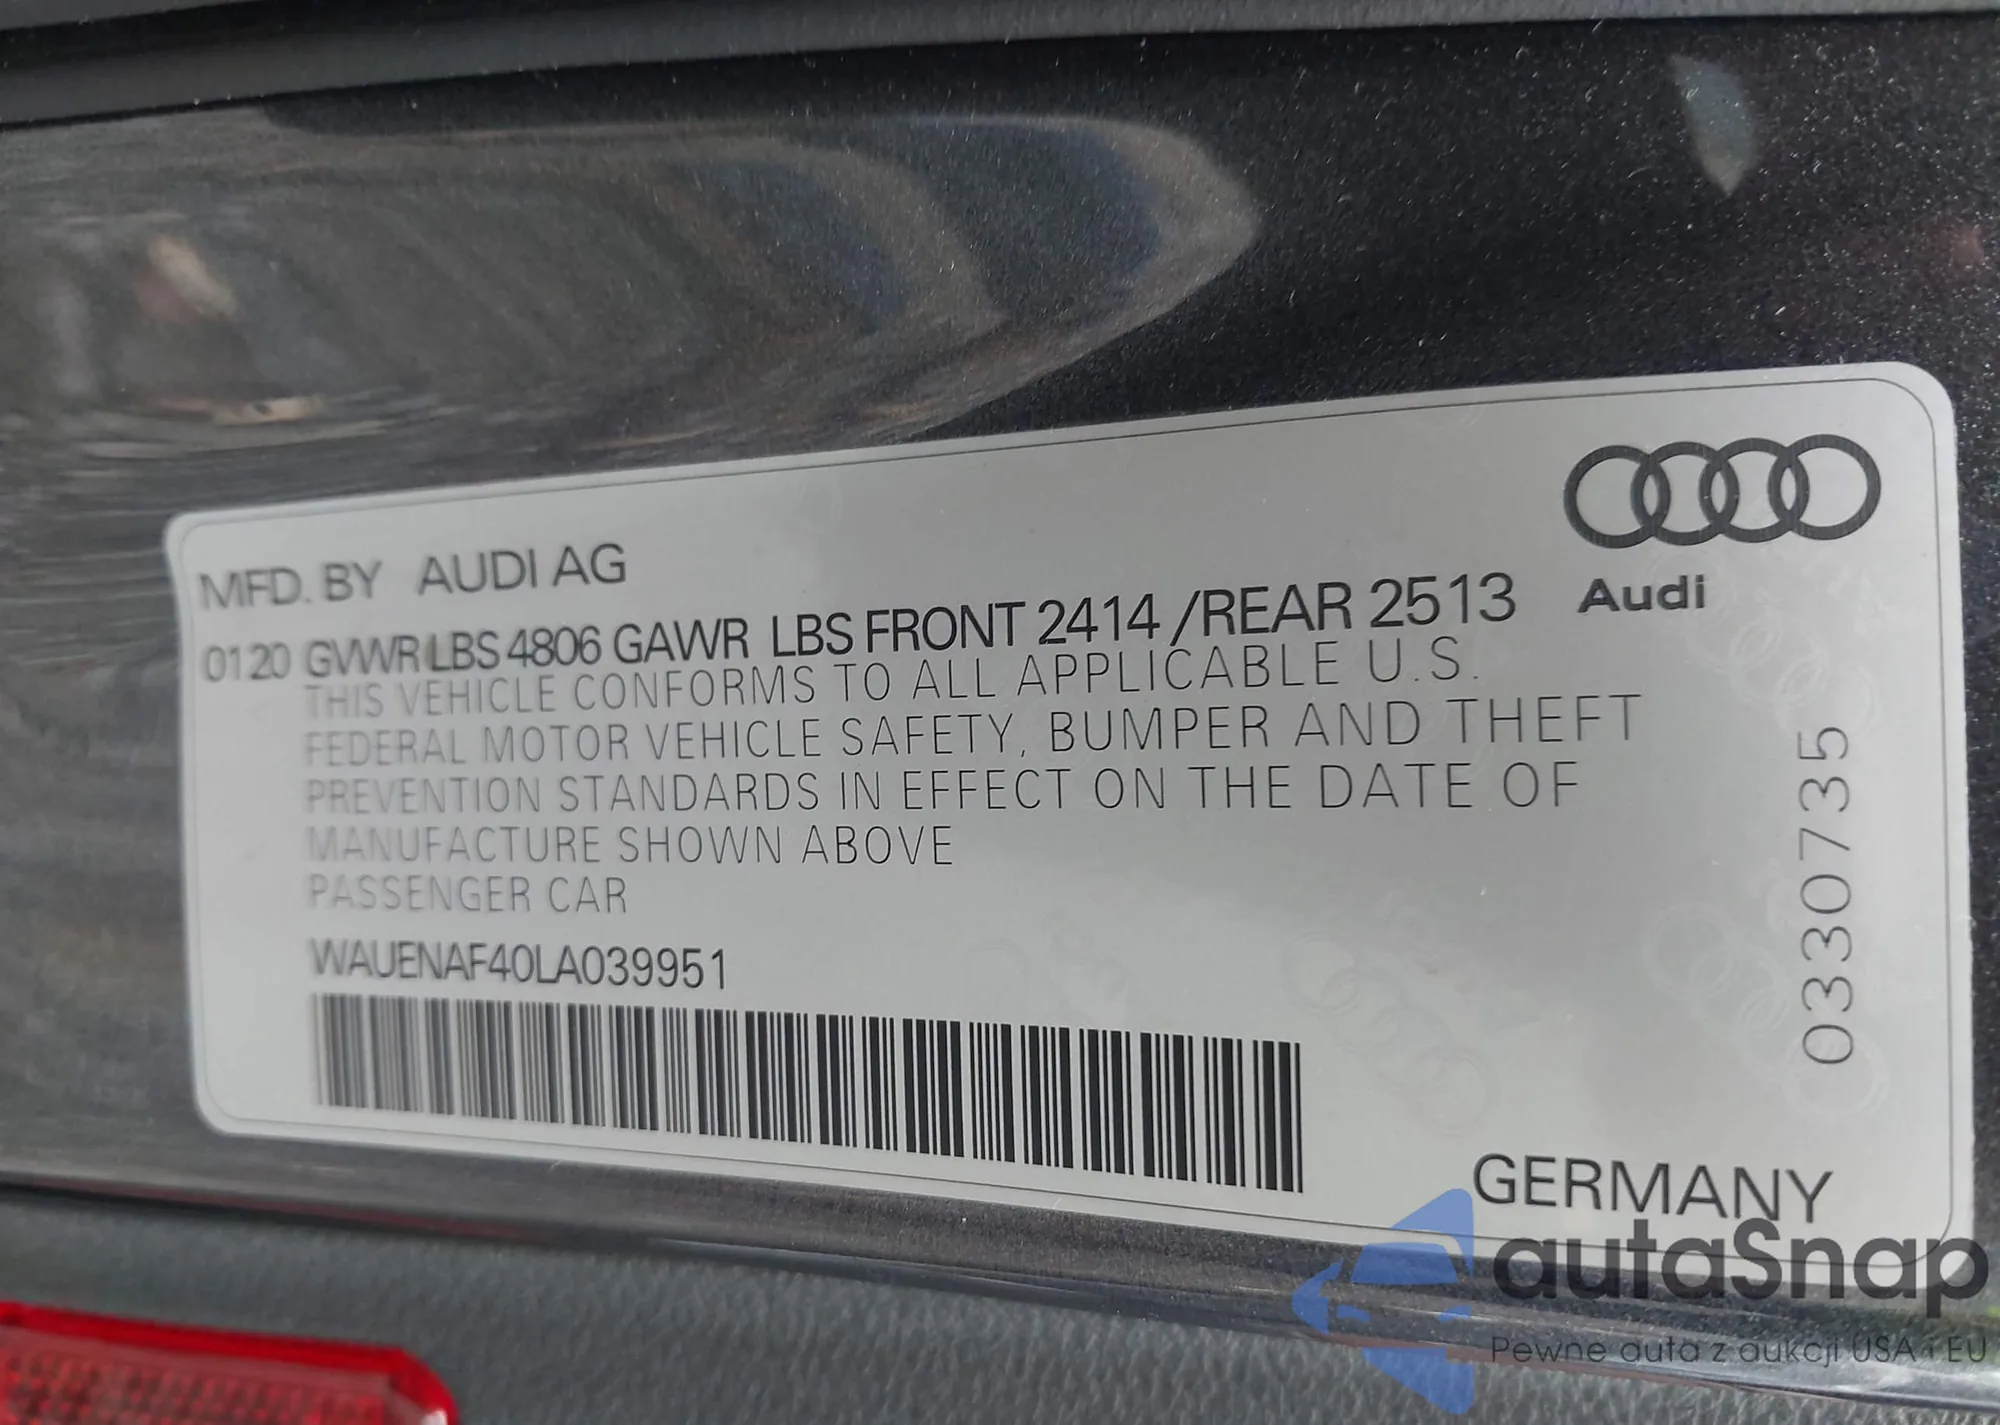 MFD. BY AUDI AG
0120 GVWR LBS 4806 GAWR LBS FRONT 2414 /REAR 2513
Audi
THIS VEHICLE CONFORMS TO ALL APPLICABLE U.S.
FEDERAL MOTOR VEHICLE SAFETY, BUMPER AND THEFT
PREVENTION STANDARDS IN EFFECT ON THE DATE OF
MANUFACTURE SHOWN ABOVE
PASSENGER CAR
WAUENAF40LA039951
0330735
GERMANY
autaSnap
Pewne auta z aukcji USA i EU